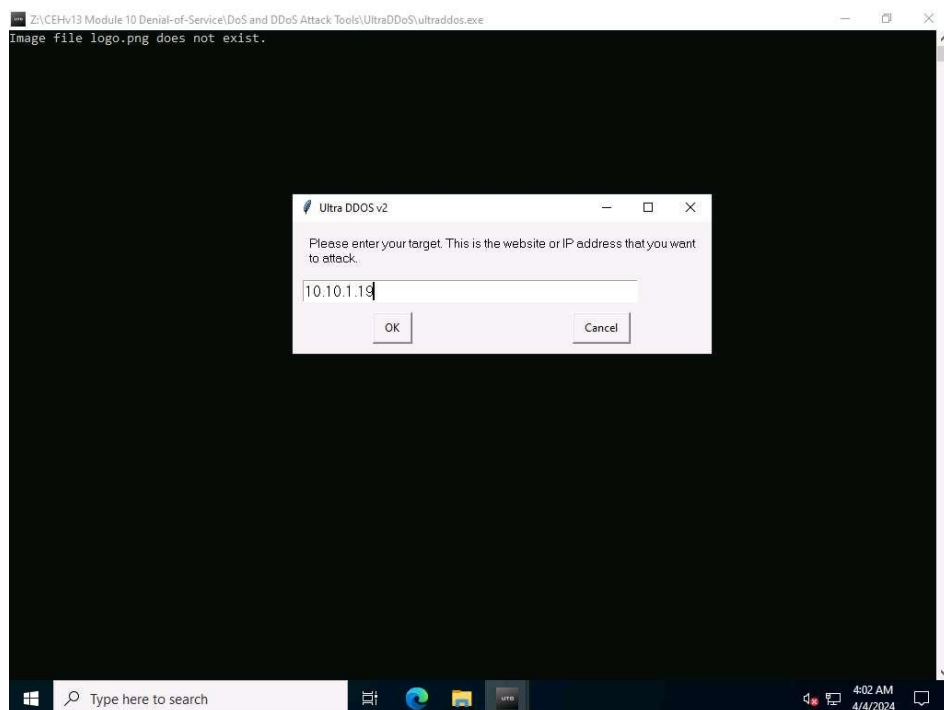 Z:\CEHv13 Module 10 Denial-of-Service\DoS and DDoS Attack Tools\UltraDDoS\ultraddos.exe
Image file logo.png does not exist.
Ultra DDOS v2
Please enter your target. This is the website or IP address that you want
to attack.
10.10.1.19
OK Cancel
Type here to search
UTG
4:02 AM
4/4/2024